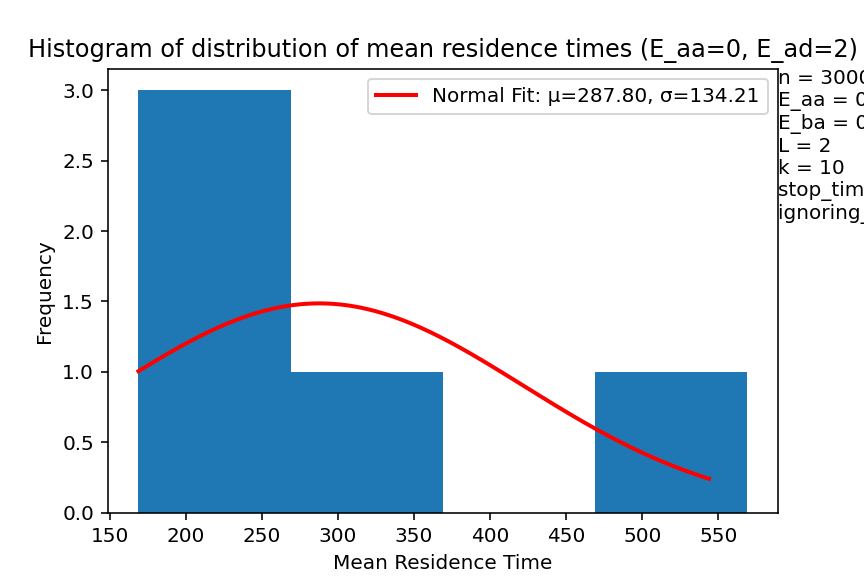 Histogram of distribution of mean residence times (E_aa=0, E_ad=2)
n = 3000
E_aa = 0
E_ba = 0
L = 2
k = 10
stop_tim
ignoring_
Normal Fit: μ=287.80, σ=134.21
3.0
2.5
2.0
1.5
1.0
0.5
0.0
Frequency
150 200 250 300 350 400 450 500 550
Mean Residence Time